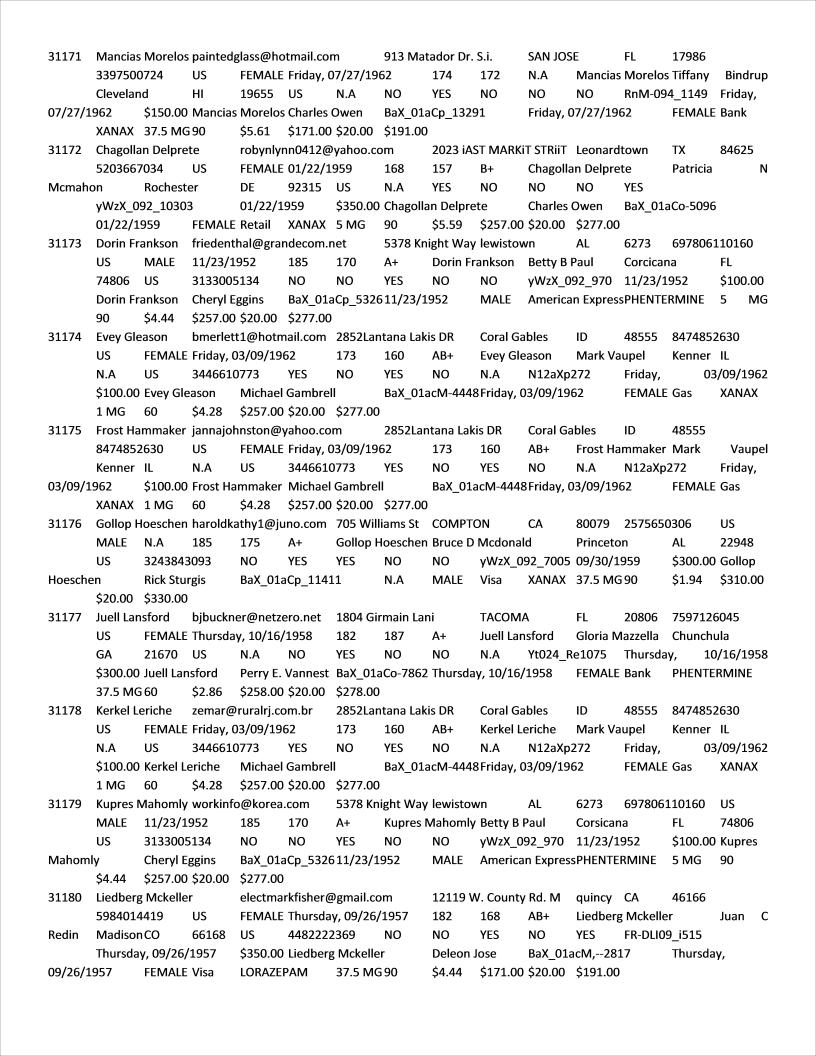 31171 Mancias Morelos paintedglass@hotmail.com 913 Matador Dr. S.i. SAN JOSE FL 17986
3397500724 US FEMALE Friday, 07/27/1962 174 172 N.A Mancias Morelos Tiffany Bindrup
Cleveland HI 19655 US N.A NO YES NO NO NO RnM-094_1149 Friday,
07/27/1962 $150.00 Mancias Morelos Charles Owen BaX_01aCp_13291 Friday, 07/27/1962 FEMALE Bank
XANAX 37.5 MG 90 $5.61 $171.00 $20.00 $191.00
31172 Chagollan Delprete robynlynn0412@yahoo.com 2023 iAST MARKiT STRiiT Leonardtown TX 84625
5203667034 US FEMALE 01/22/1959 168 157 B+ Chagollan Delprete Patricia N
Mcmahon Rochester DE 92315 US N.A YES NO NO NO YES
yWzX_092_10303 01/22/1959 $350.00 Chagollan Delprete Charles Owen BaX_01aCo-5096
01/22/1959 FEMALE Retail XANAX 5 MG 90 $5.59 $257.00 $20.00 $277.00
31173 Dorin Frankson friedenthal@grandecom.net 5378 Knight Way lewistown AL 6273 697806110160
US MALE 11/23/1952 185 170 A+ Dorin Frankson Betty B Paul Corcicana FL
74806 US 3133005134 NO NO YES NO NO yWzX_092_970 11/23/1952 $100.00
Dorin Frankson Cheryl Eggins BaX_01aCp_5326 11/23/1952 MALE American Express PHENTERMINE 5 MG
90 $4.44 $257.00 $20.00 $277.00
31174 Evey Gleason bmerlett1@hotmail.com 2852Lantana Lakis DR Coral Gables ID 48555 8474852630
US FEMALE Friday, 03/09/1962 173 160 AB+ Evey Gleason Mark Vaupel Kenner IL
N.A US 3446610773 YES NO YES NO N.A N12aXp272 Friday, 03/09/1962
$100.00 Evey Gleason Michael Gambrell BaX_01acM-4448 Friday, 03/09/1962 FEMALE Gas XANAX
1 MG 60 $4.28 $257.00 $20.00 $277.00
31175 Frost Hammaker jannajohnston@yahoo.com 2852Lantana Lakis DR Coral Gables ID 48555
8474852630 US FEMALE Friday, 03/09/1962 173 160 AB+ Frost Hammaker Mark Vaupel
Kenner IL N.A US 3446610773 YES NO YES NO N.A N12aXp272 Friday,
03/09/1962 $100.00 Frost Hammaker Michael Gambrell BaX_01acM-4448 Friday, 03/09/1962 FEMALE Gas
XANAX 1 MG 60 $4.28 $257.00 $20.00 $277.00
31176 Gollop Hoeschen haroldkathy1@juno.com 705 Williams St COMPTON CA 80079 2575650306 US
MALE N.A 185 175 A+ Gollop Hoeschen Bruce D Mcdonald Princeton AL 22948
US 3243843093 NO YES YES NO NO yWzX_092_7005 09/30/1959 $300.00 Gollop
Hoeschen Rick Sturgis BaX_01aCp_11411 N.A MALE Visa XANAX 37.5 MG 90 $1.94 $310.00
$20.00 $330.00
31177 Juell Lansford bjbuckner@netzero.net 1804 Girmain Lani TACOMA FL 20806 7597126045
US FEMALE Thursday, 10/16/1958 182 187 A+ Juell Lansford Gloria Mazzella Chunchula
GA 21670 US N.A NO YES NO NO N.A Yt024_Re1075 Thursday, 10/16/1958
$300.00 Juell Lansford Perry E. Vannest BaX_01aCo-7862 Thursday, 10/16/1958 FEMALE Bank PHENTERMINE
37.5 MG 60 $2.86 $258.00 $20.00 $278.00
31178 Kerkel Leriche zemar@ruralrj.com.br 2852Lantana Lakis DR Coral Gables ID 48555 8474852630
US FEMALE Friday, 03/09/1962 173 160 AB+ Kerkel Leriche Mark Vaupel Kenner IL
N.A US 3446610773 YES NO YES NO N.A N12aXp272 Friday, 03/09/1962
$100.00 Kerkel Leriche Michael Gambrell BaX_01acM-4448 Friday, 03/09/1962 FEMALE Gas XANAX
1 MG 60 $4.28 $257.00 $20.00 $277.00
31179 Kupres Mahomly workinfo@korea.com 5378 Knight Way lewistown AL 6273 697806110160 US
MALE 11/23/1952 185 170 A+ Kupres Mahomly Betty B Paul Corsicana FL 74806
US 3133005134 NO NO YES NO NO yWzX_092_970 11/23/1952 $100.00 Kupres
Mahomly Cheryl Eggins BaX_01aCp_5326 11/23/1952 MALE American Express PHENTERMINE 5 MG 90
$4.44 $257.00 $20.00 $277.00
31180 Liedberg Mckeller electmarkfisher@gmail.com 12119 W. County Rd. M quincy CA 46166
5984014419 US FEMALE Thursday, 09/26/1957 182 168 AB+ Liedberg Mckeller Juan C
Redin Madison CO 66168 US 4482222369 NO NO YES NO YES FR-DLI09_i515
Thursday, 09/26/1957 $350.00 Liedberg Mckeller Deleon Jose BaX_01acM,--2817 Thursday,
09/26/1957 FEMALE Visa LORAZEPAM 37.5 MG 90 $4.44 $171.00 $20.00 $191.00